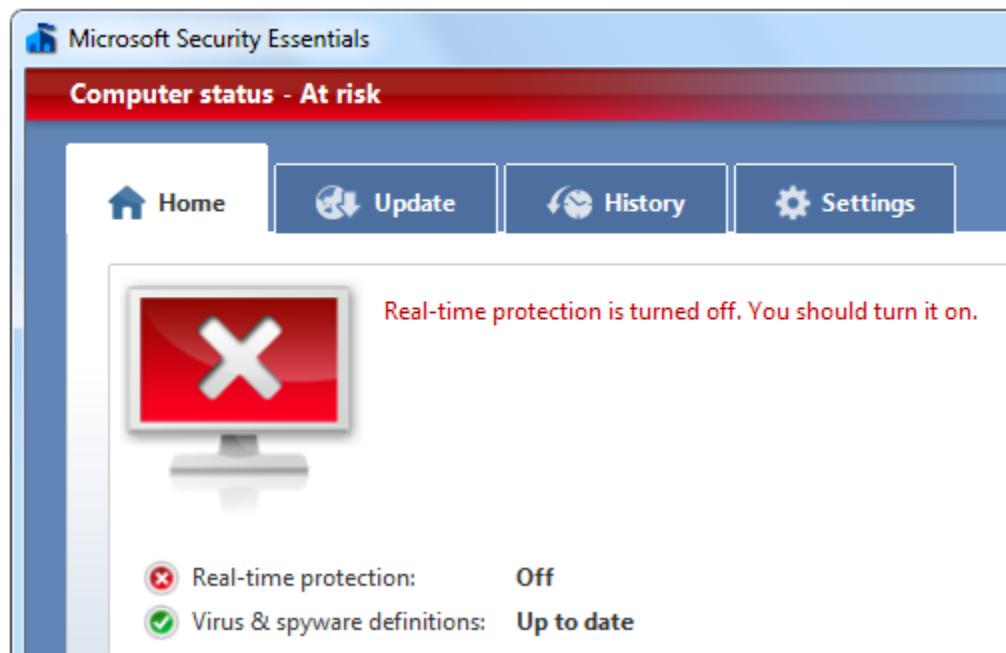 Microsoft Security Essentials
Computer status - At risk
Home Update History Settings
Real-time protection is turned off. You should turn it on.
Real-time protection: Off
Virus & spyware definitions: Up to date